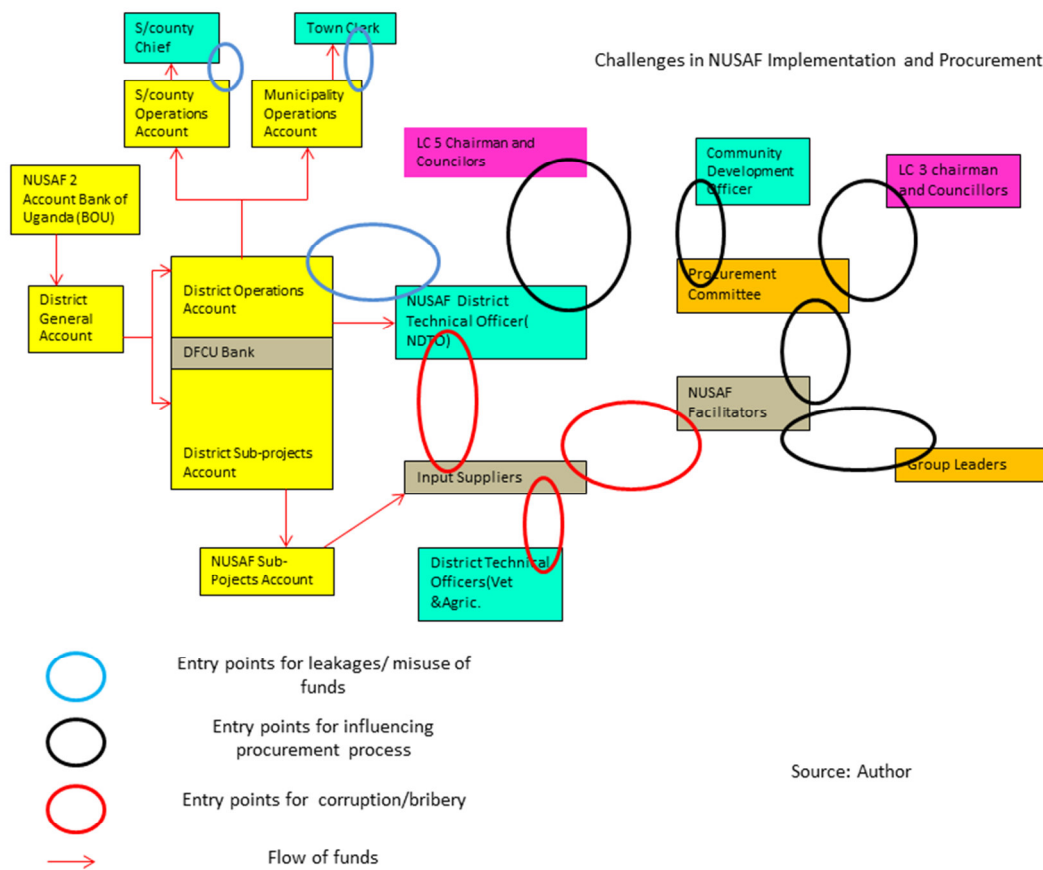 S/county
Chief
Town Clerk
Challenges in NUSAF Implementation and Procurement
S/county
Operations
Account
Municipality
Operations
Account
LC 5 Chairman and
Councilors
Community
Development
Officer
LC 3 chairman
and Councillors
NUSAF 2
Account Bank of
Uganda (BOU)
District
General
Account
District Operations
Account
DFCU Bank
District Sub-projects
Account
NUSAF District
Technical Officer(
NDTO)
Procurement
Committee
NUSAF
Facilitators
Group Leaders
Input Suppliers
NUSAF Sub-
Pojects Account
District Technical
Officers(Vet
&Agric.
Entry points for leakages/ misuse of
funds
Entry points for influencing
procurement process
Source: Author
Entry points for corruption/bribery
Flow of funds